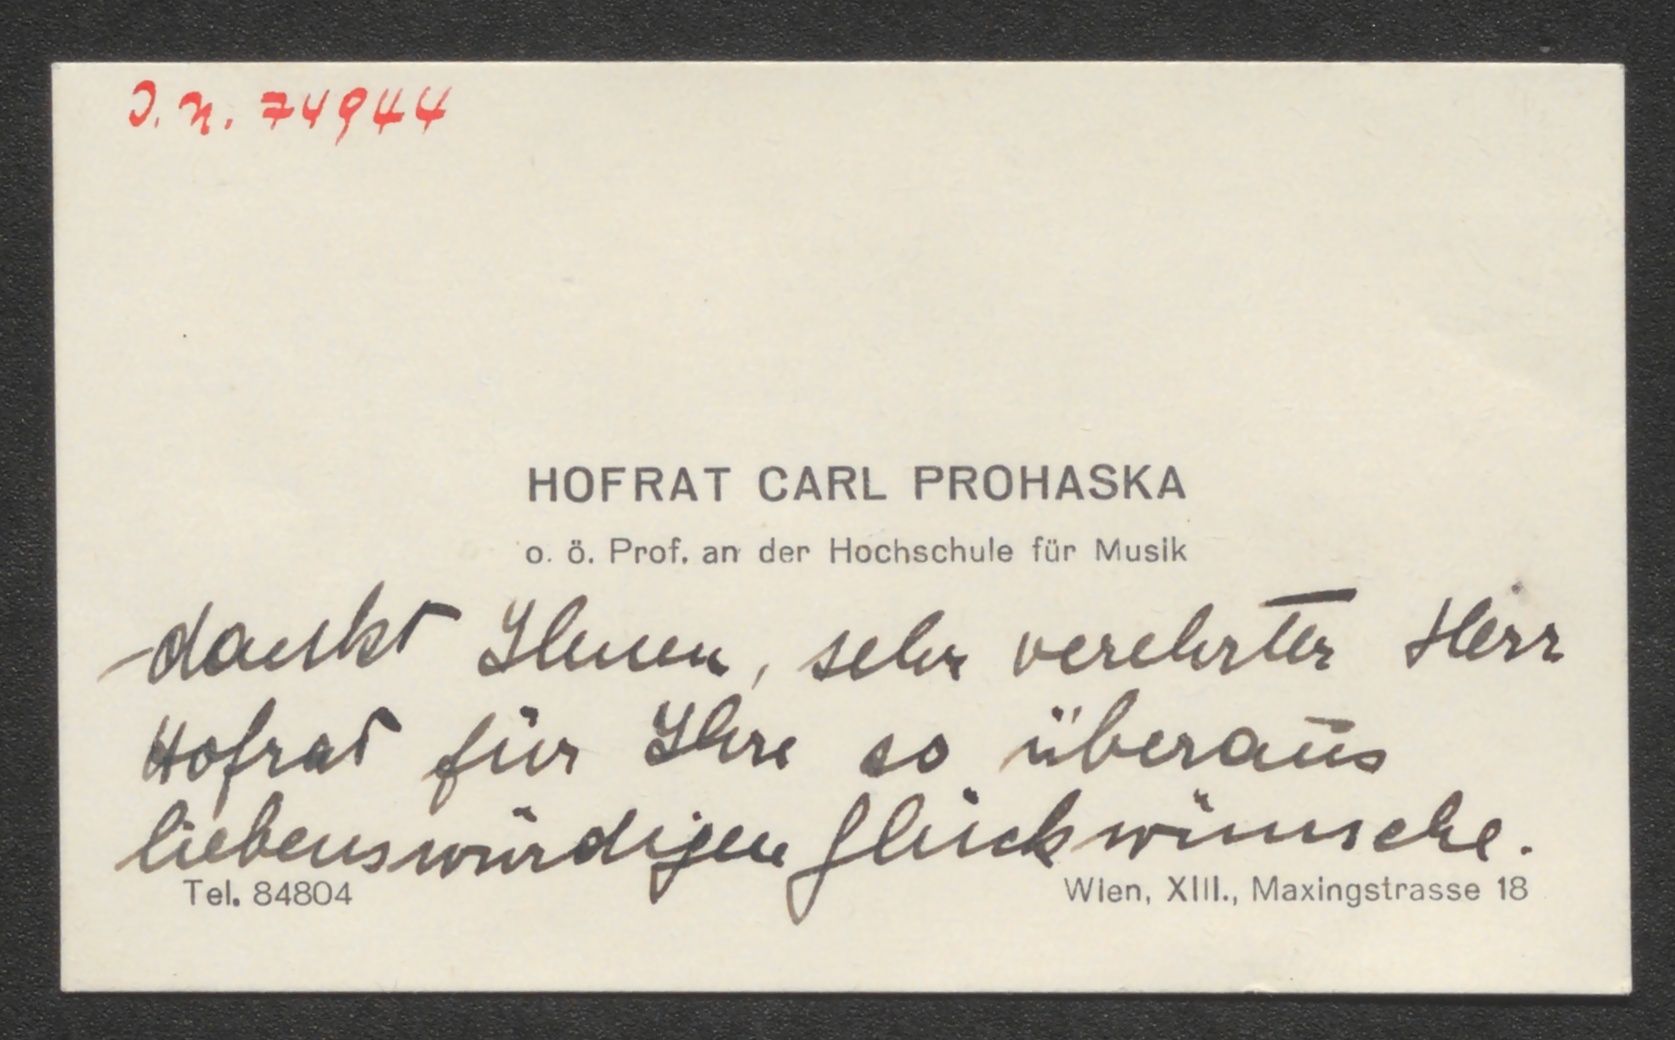 J. N. 74944
HOFRAT CARL PROHASKA
o. ö. Prof. an der Hochschule für Musik
dankt Ihnen, sehr verehrter Herr
Hofrat für Ihre so überaus
liebenswürdigen Glückwünsche.
Tel. 84804
Wien, XIII., Maxingstrasse 18